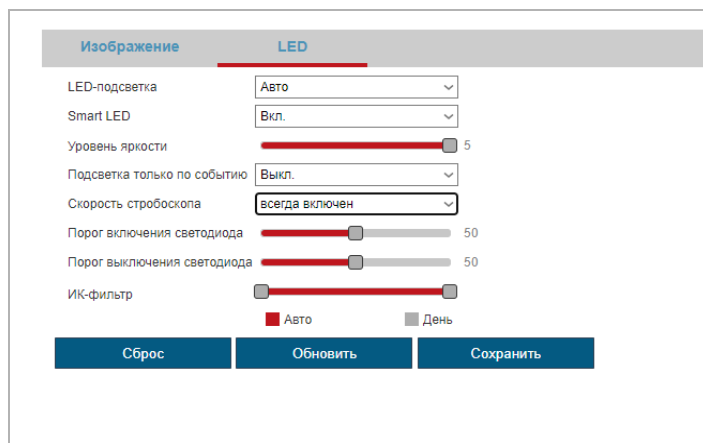 Изображение LED
LED-подсветка Авто
Smart LED Вкл.
Уровень яркости 5
Подсветка только по событию Выкл.
Скорость стробоскопа всегда включен
Порог включения светодиода 50
Порог выключения светодиода 50
ИК-фильтр
Авто День
Сброс Обновить Сохранить